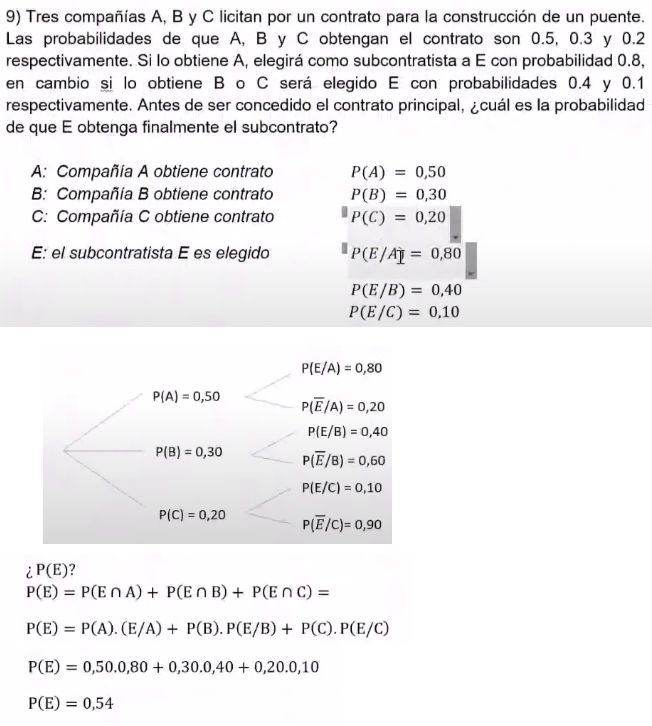 9) Tres compañías A, B y C licitan por un contrato para la construcción de un puente.
Las probabilidades de que A, B y C obtengan el contrato son 0.5, 0.3 y 0.2
respectivamente. Si lo obtiene A, elegirá como subcontratista a E con probabilidad 0.8,
en cambio si lo obtiene B o C será elegido E con probabilidades 0.4 y 0.1
respectivamente. Antes de ser concedido el contrato principal, ¿cuál es la probabilidad
de que E obtenga finalmente el subcontrato?
A: Compañía A obtiene contrato P(A) = 0,50
B: Compañía B obtiene contrato P(B) = 0,30
C: Compañía C obtiene contrato P(C) = 0,20
E: el subcontratista E es elegido P(E/A) = 0,80
P(E/B) = 0,40
P(E/C) = 0,10
P(E/A) = 0,80
P(A) = 0,50
P(E̅/A) = 0,20
P(E/B) = 0,40
P(B) = 0,30
P(E̅/B) = 0,60
P(E/C) = 0,10
P(C) = 0,20
P(E̅/C)= 0,90
¿P(E)?
P(E) = P(E ∩ A) + P(E ∩ B) + P(E ∩ C) =
P(E) = P(A). (E/A) + P(B). P(E/B) + P(C). P(E/C)
P(E) = 0,50.0,80 + 0,30.0,40 + 0,20.0,10
P(E) = 0,54